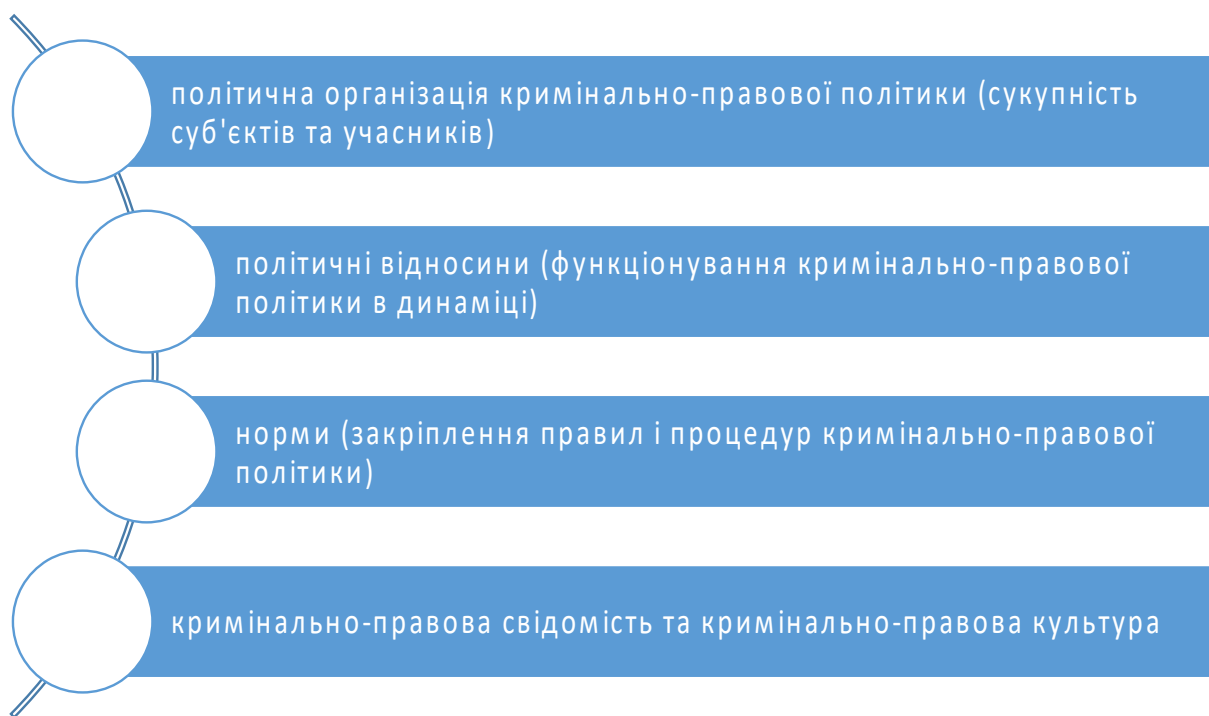 політична організація кримінально-правової політики (сукупність
суб'єктів та учасників)
політичні відносини (функціонування кримінально-правової
політики в динаміці)
норми (закріплення правил і процедур кримінально-правової
політики)
кримінально-правова свідомість та кримінально-правова культура